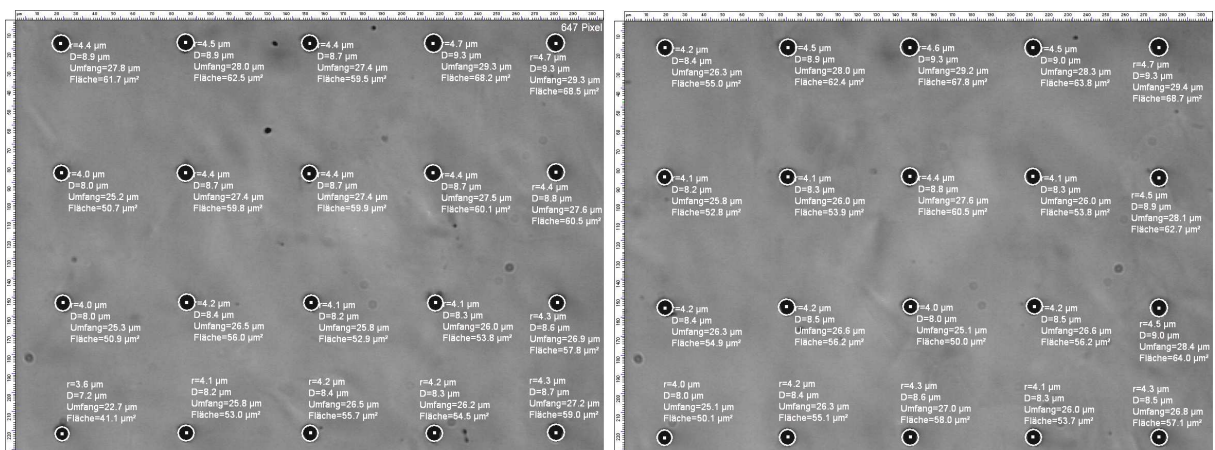 647 Pixel
r=4.4 µm
D=8.9 µm
Umfang=27.8 µm
Fläche=61.7 µm²
r=4.5 µm
D=8.9 µm
Umfang=28.0 µm
Fläche=62.5 µm²
r=4.4 µm
D=8.7 µm
Umfang=27.4 µm
Fläche=59.5 µm²
r=4.7 µm
D=9.3 µm
Umfang=29.3 µm
Fläche=68.2 µm²
r=4.7 µm
D=9.3 µm
Umfang=29.3 µm
Fläche=68.5 µm²
r=4.0 µm
D=8.0 µm
Umfang=25.2 µm
Fläche=50.7 µm²
r=4.4 µm
D=8.7 µm
Umfang=27.4 µm
Fläche=59.8 µm²
r=4.4 µm
D=8.7 µm
Umfang=27.4 µm
Fläche=59.9 µm²
r=4.4 µm
D=8.7 µm
Umfang=27.5 µm
Fläche=60.1 µm²
r=4.4 µm
D=8.8 µm
Umfang=27.6 µm
Fläche=60.5 µm²
r=4.0 µm
D=8.0 µm
Umfang=25.3 µm
Fläche=50.9 µm²
r=4.2 µm
D=8.4 µm
Umfang=26.5 µm
Fläche=56.0 µm²
r=4.1 µm
D=8.2 µm
Umfang=25.8 µm
Fläche=52.9 µm²
r=4.1 µm
D=8.3 µm
Umfang=26.0 µm
Fläche=53.8 µm²
r=4.3 µm
D=8.6 µm
Umfang=26.9 µm
Fläche=57.8 µm²
r=3.6 µm
D=7.2 µm
Umfang=22.7 µm
Fläche=41.1 µm²
r=4.1 µm
D=8.2 µm
Umfang=25.8 µm
Fläche=53.0 µm²
r=4.2 µm
D=8.4 µm
Umfang=26.5 µm
Fläche=55.7 µm²
r=4.2 µm
D=8.3 µm
Umfang=26.2 µm
Fläche=54.5 µm²
r=4.3 µm
D=8.7 µm
Umfang=27.2 µm
Fläche=59.0 µm²
r=4.2 µm
D=8.4 µm
Umfang=26.3 µm
Fläche=55.0 µm²
r=4.5 µm
D=8.9 µm
Umfang=28.0 µm
Fläche=62.4 µm²
r=4.6 µm
D=9.3 µm
Umfang=29.2 µm
Fläche=67.8 µm²
r=4.5 µm
D=9.0 µm
Umfang=28.3 µm
Fläche=63.8 µm²
r=4.7 µm
D=9.3 µm
Umfang=29.4 µm
Fläche=68.7 µm²
r=4.1 µm
D=8.2 µm
Umfang=25.8 µm
Fläche=52.8 µm²
r=4.1 µm
D=8.3 µm
Umfang=26.0 µm
Fläche=53.9 µm²
r=4.4 µm
D=8.8 µm
Umfang=27.6 µm
Fläche=60.5 µm²
r=4.1 µm
D=8.3 µm
Umfang=26.0 µm
Fläche=53.8 µm²
r=4.5 µm
D=8.9 µm
Umfang=28.1 µm
Fläche=62.7 µm²
r=4.2 µm
D=8.4 µm
Umfang=26.3 µm
Fläche=54.9 µm²
r=4.2 µm
D=8.5 µm
Umfang=26.6 µm
Fläche=56.2 µm²
r=4.0 µm
D=8.0 µm
Umfang=25.1 µm
Fläche=50.0 µm²
r=4.2 µm
D=8.5 µm
Umfang=26.6 µm
Fläche=56.2 µm²
r=4.5 µm
D=9.0 µm
Umfang=28.4 µm
Fläche=64.0 µm²
r=4.0 µm
D=8.0 µm
Umfang=25.1 µm
Fläche=50.1 µm²
r=4.2 µm
D=8.4 µm
Umfang=26.3 µm
Fläche=55.1 µm²
r=4.3 µm
D=8.6 µm
Umfang=27.0 µm
Fläche=58.0 µm²
r=4.1 µm
D=8.3 µm
Umfang=26.0 µm
Fläche=53.7 µm²
r=4.3 µm
D=8.5 µm
Umfang=26.8 µm
Fläche=57.1 µm²